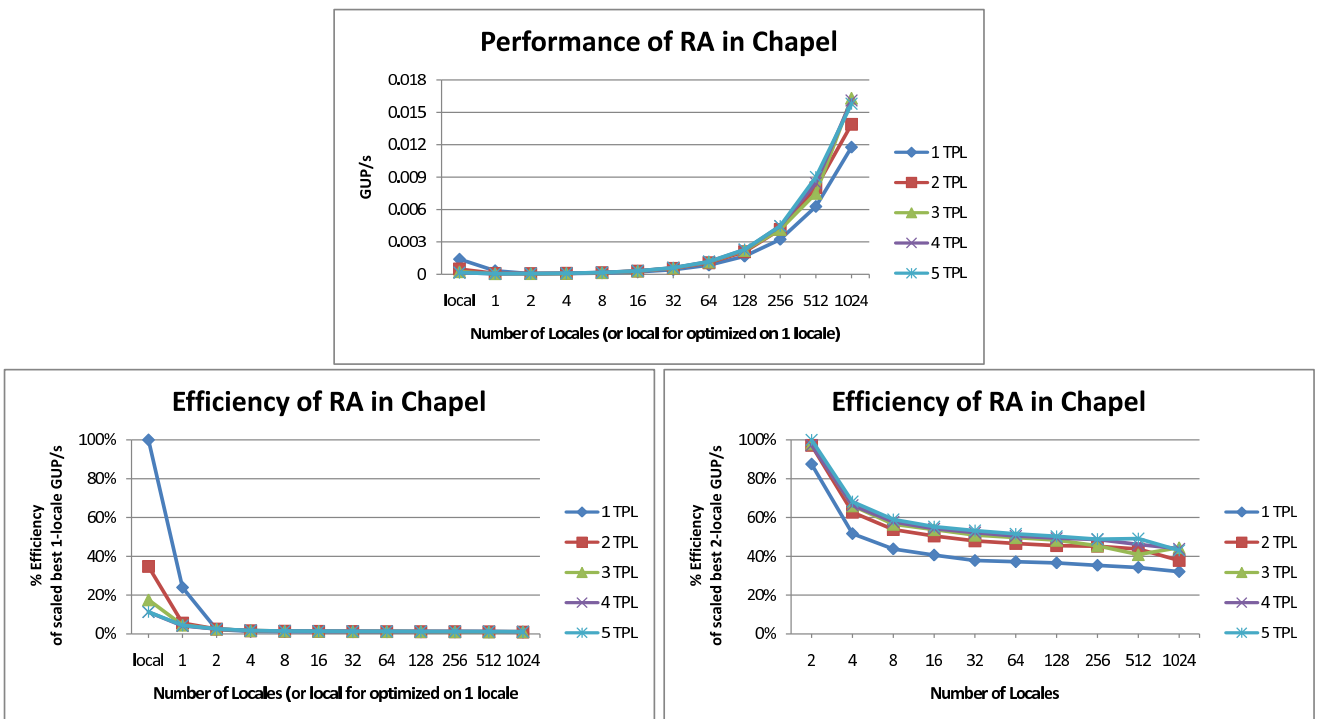 Performance of RA in Chapel
GUP/s
0.018
0.015
0.012
0.009
0.006
0.003
0
local 1 2 4 8 16 32 64 128 256 512 1024
Number of Locales (or local for optimized on 1 locale)
1 TPL
2 TPL
3 TPL
4 TPL
5 TPL
Efficiency of RA in Chapel
% Efficiency
of scaled best 1-locale GUP/s
100%
80%
60%
40%
20%
0%
local 1 2 4 8 16 32 64 128 256 512 1024
Number of Locales (or local for optimized on 1 locale
1 TPL
2 TPL
3 TPL
4 TPL
5 TPL
Efficiency of RA in Chapel
% Efficiency
of scaled best 2-locale GUP/s
100%
80%
60%
40%
20%
0%
2 4 8 16 32 64 128 256 512 1024
Number of Locales
1 TPL
2 TPL
3 TPL
4 TPL
5 TPL